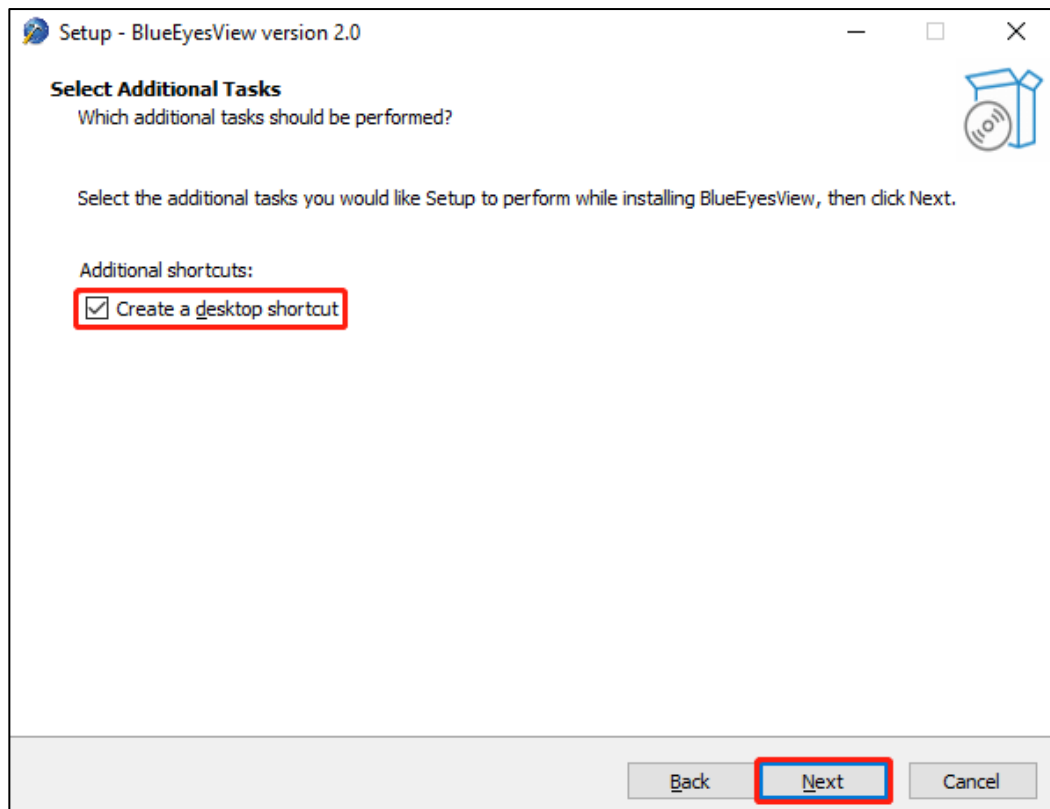 Setup - BlueEyesView version 2.0
Select Additional Tasks
Which additional tasks should be performed?
Select the additional tasks you would like Setup to perform while installing BlueEyesView, then click Next.
Additional shortcuts:
Create a desktop shortcut
Back Next Cancel